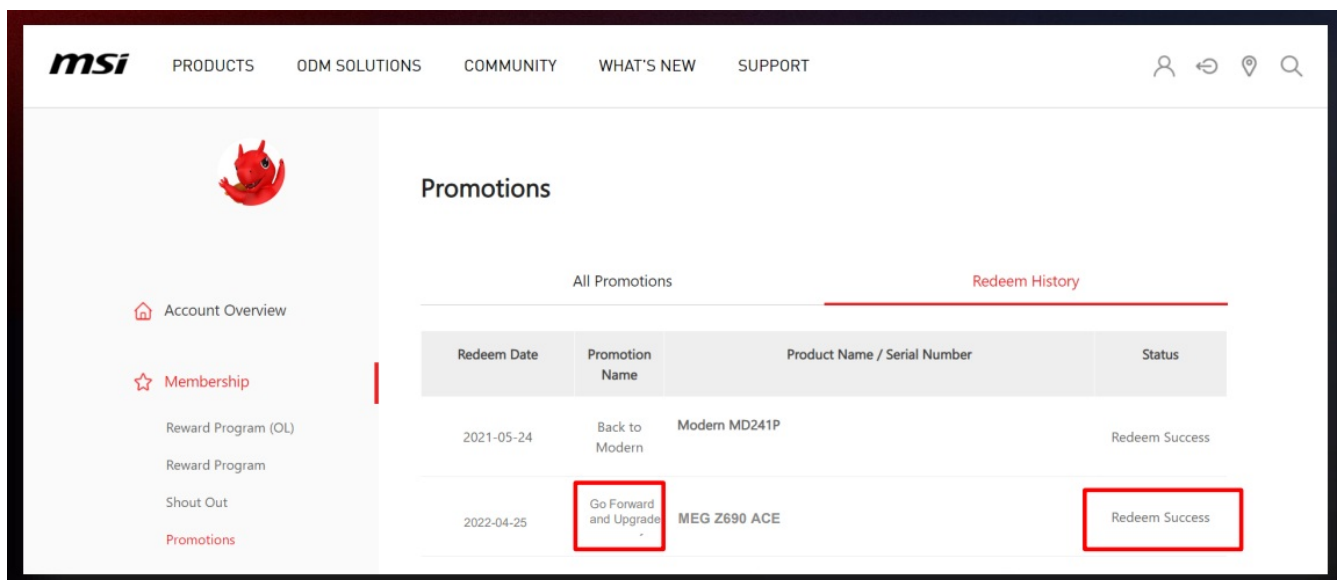 msi PRODUCTS ODM SOLUTIONS COMMUNITY WHAT'S NEW SUPPORT
Promotions
All Promotions Redeem History
Account Overview
Redeem Date Promotion Name Product Name / Serial Number Status
Membership
Reward Program (OL)
2021-05-24 Back to Modern Modern MD241P Redeem Success
Reward Program
Shout Out
2022-04-25 Go Forward and Upgrade MEG Z690 ACE Redeem Success
Promotions